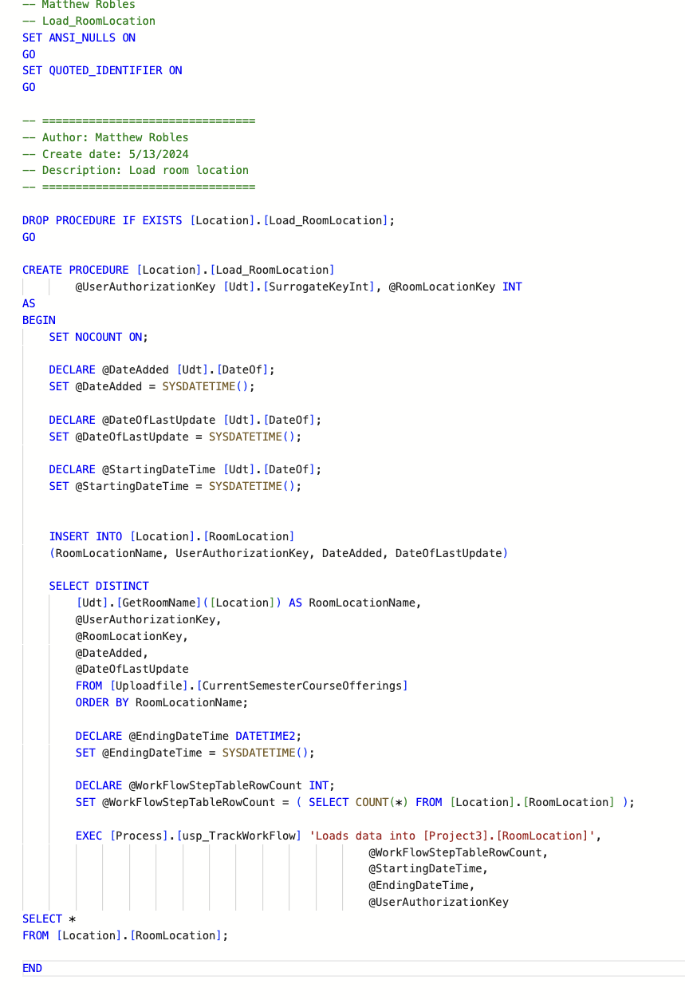 -- Matthew Robles
-- Load_RoomLocation
SET ANSI_NULLS ON
GO
SET QUOTED_IDENTIFIER ON
GO
-- ================================
-- Author: Matthew Robles
-- Create date: 5/13/2024
-- Description: Load room location
-- ================================
DROP PROCEDURE IF EXISTS [Location].[Load_RoomLocation];
GO
CREATE PROCEDURE [Location].[Load_RoomLocation]
@UserAuthorizationKey [Udt].[SurrogateKeyInt], @RoomLocationKey INT
AS
BEGIN
SET NOCOUNT ON;
DECLARE @DateAdded [Udt].[DateOf];
SET @DateAdded = SYSDATETIME();
DECLARE @DateOfLastUpdate [Udt].[DateOf];
SET @DateOfLastUpdate = SYSDATETIME();
DECLARE @StartingDateTime [Udt].[DateOf];
SET @StartingDateTime = SYSDATETIME();
INSERT INTO [Location].[RoomLocation]
(RoomLocationName, UserAuthorizationKey, DateAdded, DateOfLastUpdate)
SELECT DISTINCT
[Udt].[GetRoomName]([Location]) AS RoomLocationName,
@UserAuthorizationKey,
@RoomLocationKey,
@DateAdded,
@DateOfLastUpdate
FROM [Uploadfile].[CurrentSemesterCourseOfferings]
ORDER BY RoomLocationName;
DECLARE @EndingDateTime DATETIME2;
SET @EndingDateTime = SYSDATETIME();
DECLARE @WorkFlowStepTableRowCount INT;
SET @WorkFlowStepTableRowCount = ( SELECT COUNT(*) FROM [Location].[RoomLocation] );
EXEC [Process].[usp_TrackWorkFlow] 'Loads data into [Project3].[RoomLocation]',
@WorkFlowStepTableRowCount,
@StartingDateTime,
@EndingDateTime,
@UserAuthorizationKey
SELECT *
FROM [Location].[RoomLocation];
END